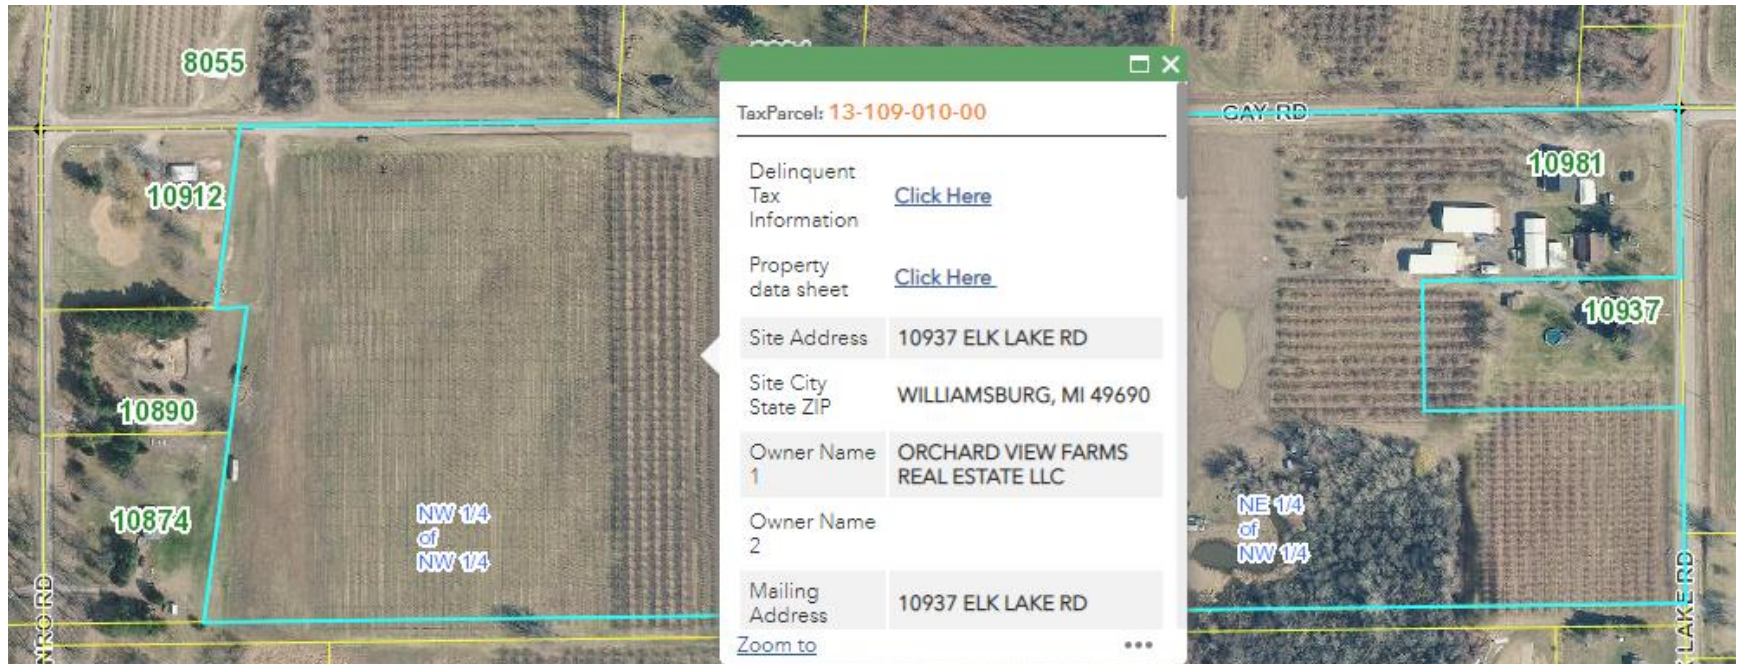 8055
TaxParcel: 13-109-010-00
GAY RD
Delinquent
Tax
Information
Click Here
10912
10981
Property
data sheet
Click Here
10937
Site Address
10937 ELK LAKE RD
Site City
State ZIP
WILLIAMSBURG, MI 49690
10890
Owner Name
1
ORCHARD VIEW FARMS
REAL ESTATE LLC
10874
NW 1/4
of
NW 1/4
NE 1/4
of
NW 1/4
Owner Name
2
Mailing
Address
10937 ELK LAKE RD
NRO RD
LAKE RD
Zoom to